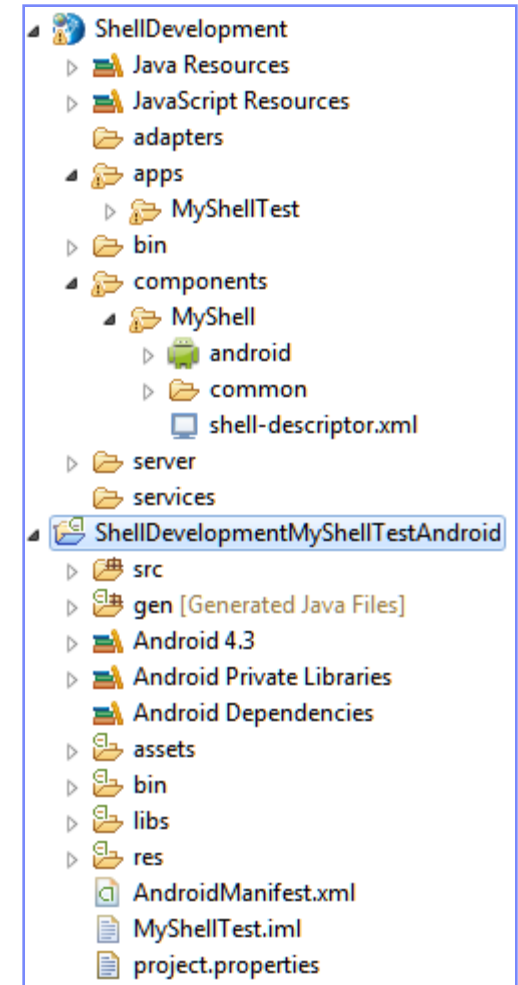 ShellDevelopment
Java Resources
JavaScript Resources
adapters
apps
MyShellTest
bin
components
MyShell
android
common
shell-descriptor.xml
server
services
ShellDevelopmentMyShellTestAndroid
src
gen [Generated Java Files]
Android 4.3
Android Private Libraries
Android Dependencies
assets
bin
libs
res
AndroidManifest.xml
MyShellTest.iml
project.properties